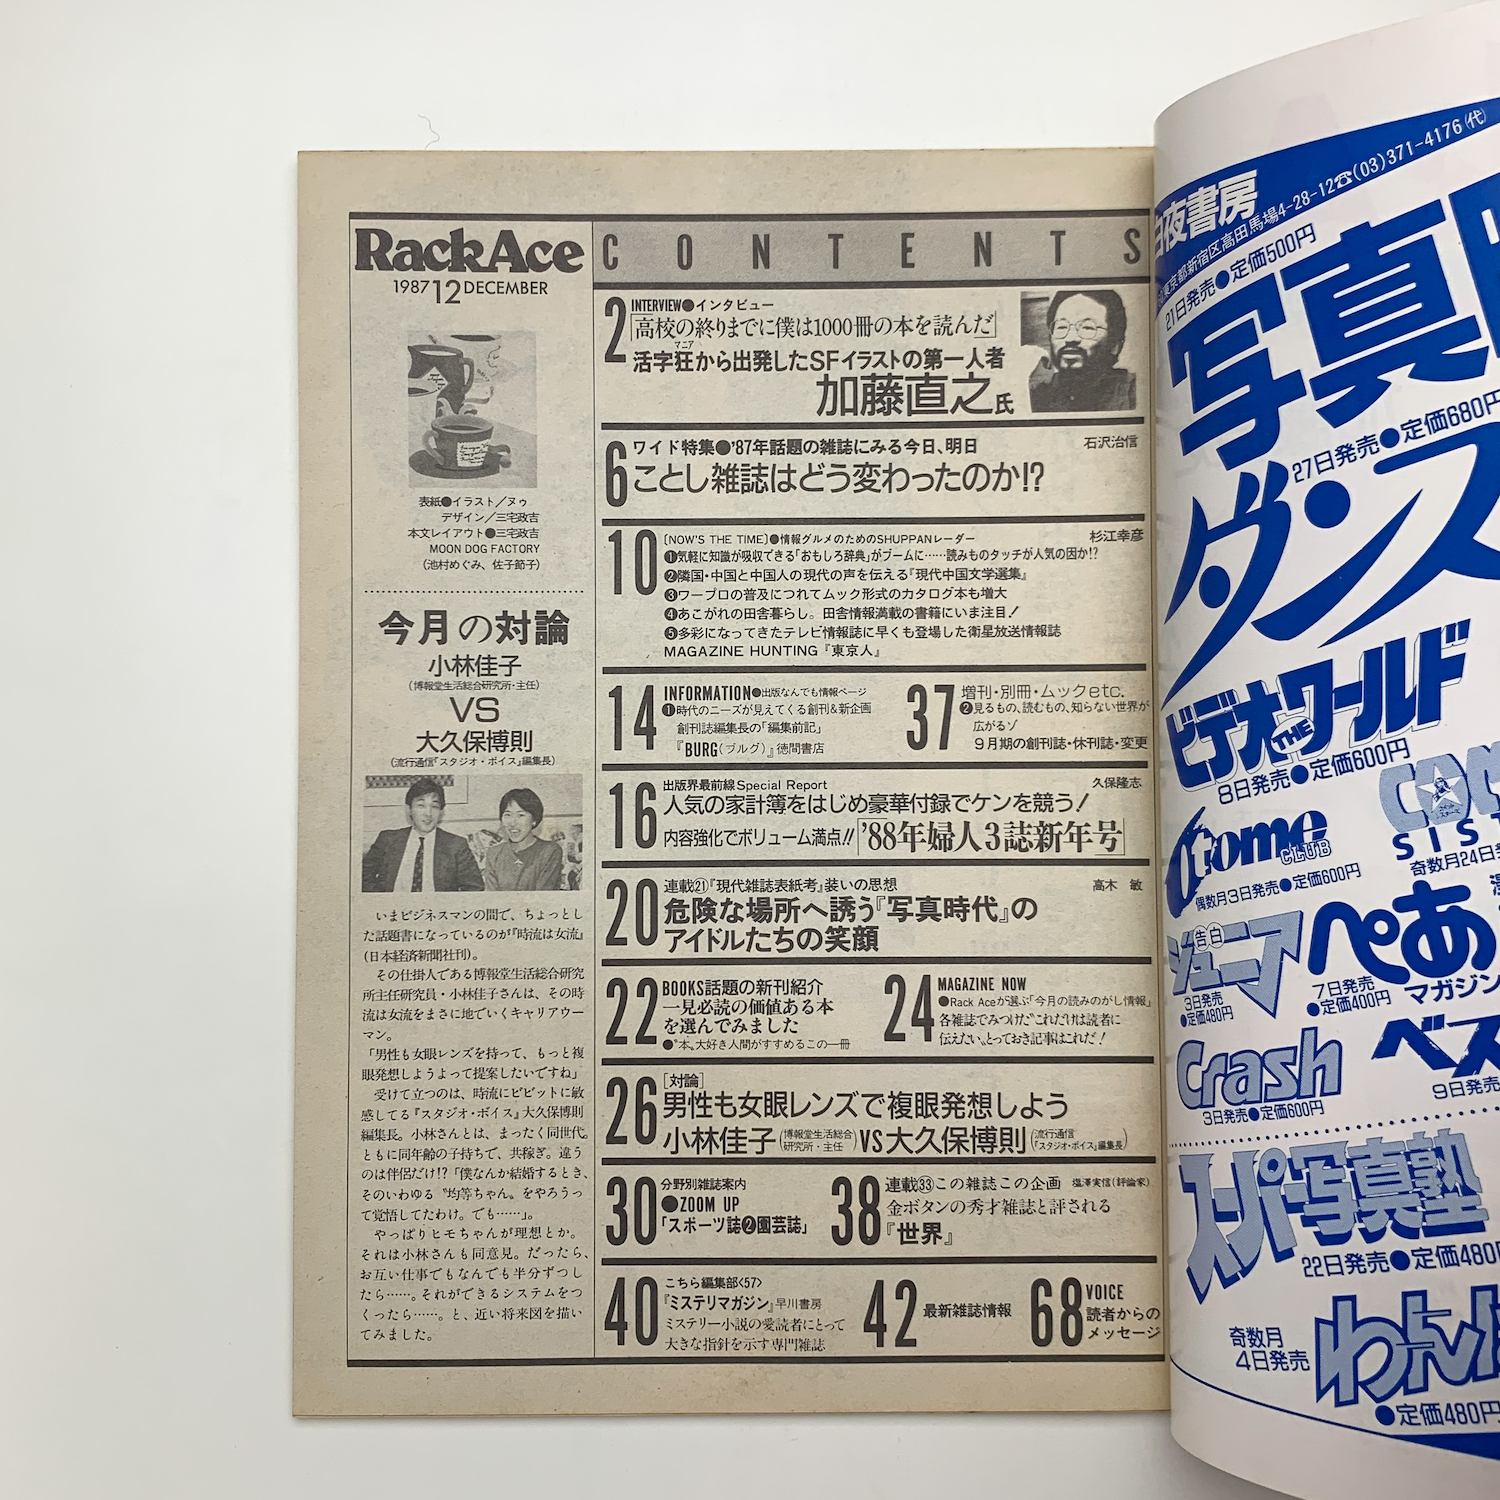 RackAce
1987 12 DECEMBER
表紙●イラスト／ヌゥ
デザイン／三宅政吉
本文レイアウト●三宅政吉
MOON DOG FACTORY
(池村めぐみ、佐子節子)
今月の対論
小林佳子
(博報堂生活総合研究所・主任)
VS
大久保博則
(流行通信『スタジオ・ボイス』編集長)
いまビジネスマンの間で、ちょっとし
た話題書になっているのが『時流は女流』
(日本経済新聞社刊)。
その仕掛人である博報堂生活総合研究
所主任研究員・小林佳子さんは、その時
流は女流をまさに地でいくキャリアウー
マン。
「男性も女眼レンズを持って、もっと複
眼発想しようよって提案したいですね」
受けて立つのは、時流にビビットに敏
感してる『スタジオ・ボイス』大久保博則
編集長。小林さんとは、まったく同世代。
ともに同年齢の子持ちで、共稼ぎ。違う
のは伴侶だけ!?「僕なんか結婚するとき、
そのいわゆる〝均等ちゃん〟をやろうっ
て覚悟してたわけ。でも……」。
やっぱりヒモちゃんが理想とか。
それは小林さんも同意見。だったら、
お互い仕事でもなんでも半分ずつし
たら……。それができるシステムをつ
くったら……。と、近い将来図を描い
てみました。
CONTENTS
2 INTERVIEW●インタビュー
「高校の終りまでに僕は1000冊の本を読んだ」
マニア
活字狂から出発したSFイラストの第一人者
加藤直之氏
6 ワイド特集●'87年話題の雑誌にみる今日、明日 石沢治信
ことし雑誌はどう変わったのか!?
10 〔NOW'S THE TIME〕●情報グルメのためのSHUPPANレーダー 杉江幸彦
❶気軽に知識が吸収できる「おもしろ辞典」がブームに……読みものタッチが人気の因か!?
❷隣国・中国と中国人の現代の声を伝える『現代中国文学選集』
❸ワープロの普及につれてムック形式のカタログ本も増大
❹あこがれの田舎暮らし。田舎情報満載の書籍にいま注目！
❺多彩になってきたテレビ情報誌に早くも登場した衛星放送情報誌
MAGAZINE HUNTING『東京人』
14 INFORMATION●出版なんでも情報ページ
❶時代のニーズが見えてくる創刊&新企画
創刊誌編集長の「編集前記」
『BURG(ブルグ)』徳間書店
37 増刊・別冊・ムックetc.
❷見るもの、読むもの、知らない世界が
広がるゾ
9月期の創刊誌・休刊誌・変更
16 出版界最前線Special Report 久保隆志
人気の家計簿をはじめ豪華付録でケンを競う！
内容強化でボリューム満点!!「'88年婦人3誌新年号」
20 連載㉑『現代雑誌表紙考』装いの思想 高木 敏
危険な場所へ誘う『写真時代』の
アイドルたちの笑顔
22 BOOKS話題の新刊紹介
一見必読の価値ある本
を選んでみました
●〝本〟大好き人間がすすめるこの一冊
24 MAGAZINE NOW
●Rack Aceが選ぶ「今月の読みのがし情報」
各雑誌でみつけた〝これだけは読者に
伝えたい〟とっておき記事はこれだ！
26 [対論]
男性も女眼レンズで複眼発想しよう
小林佳子(博報堂生活総合研究所・主任)VS大久保博則(流行通信『スタジオ・ボイス』編集長)
30 分野別雑誌案内
●ZOOM UP
「スポーツ誌❷園芸誌」
38 連載㉝この雑誌この企画 塩澤実信(評論家)
金ボタンの秀才雑誌と評される
『世界』
40 こちら編集部〈57〉
『ミステリマガジン』早川書房
ミステリー小説の愛読者にとって
大きな指針を示す専門雑誌
42 最新雑誌情報
68 VOICE
読者からの
メッセージ
白夜書房
東京都新宿区高田馬場4-28-12☎(03)371-4176(代)
21日発売●定価500円
写真時
27日発売●定価680円
ダンス
ビデオTHEワールド
8日発売●定価600円
Otome CLUB
偶数月3日発売●定価600円
SIST
奇数月24日発
告白
ジュニア
3日発売
●定価480円
ぺあ
マガジン
7日発売
●定価400円
Crash
3日発売●定価600円
ベス
9日発売
スーパー写真塾
22日発売●定価480円
奇数月
4日発売
●定価480円